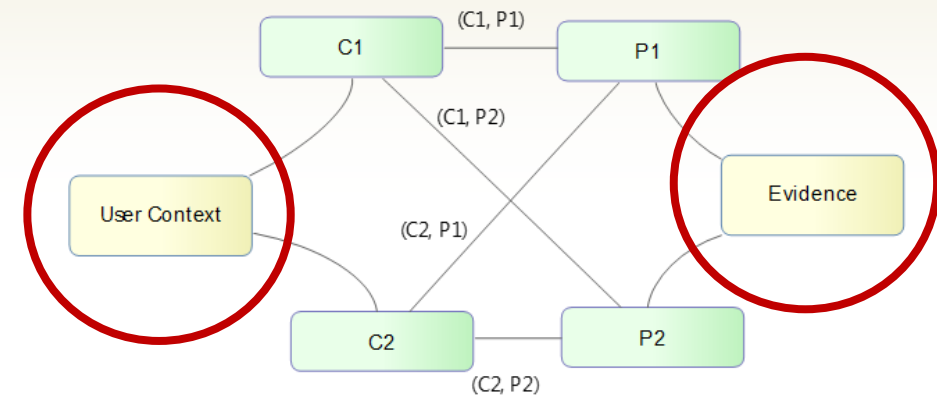 (C1, P1)
C1
P1
(C1, P2)
Evidence
User Context
(C2, P1)
C2
P2
(C2, P2)